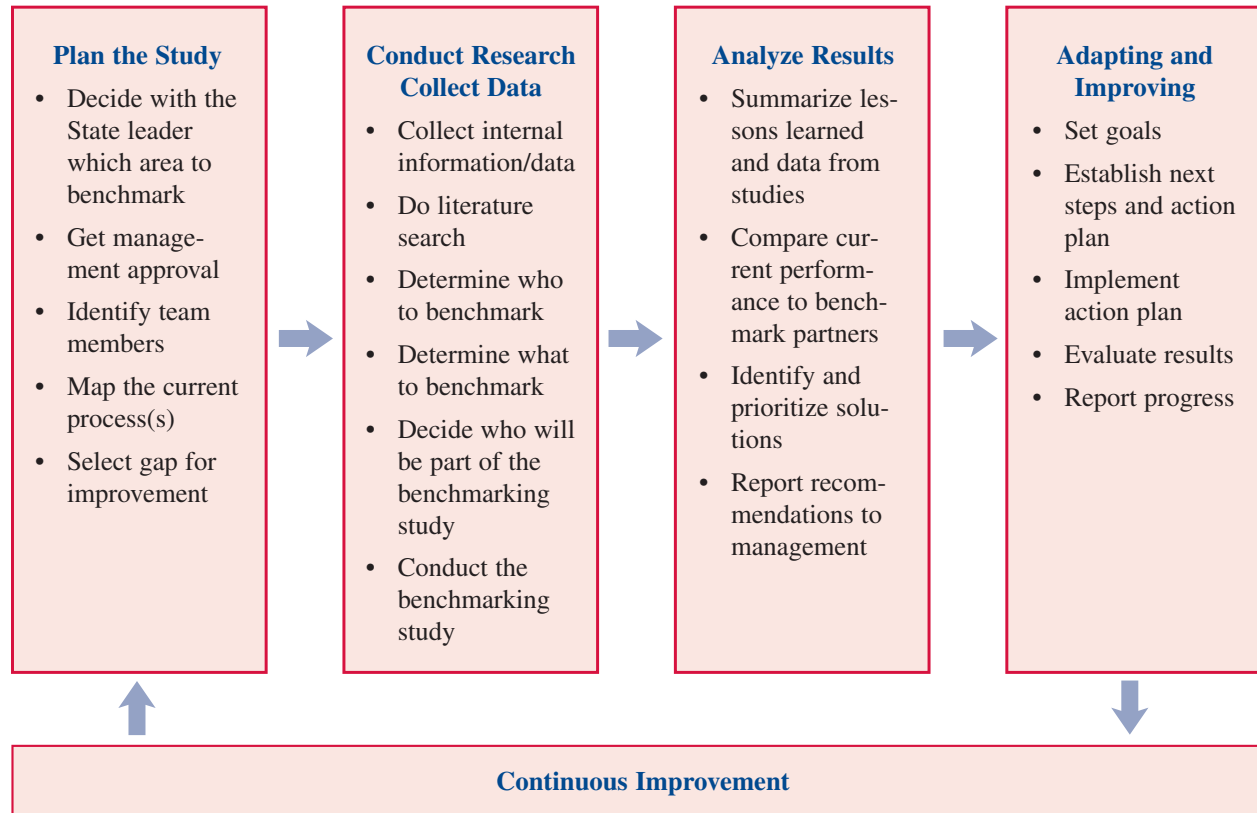 Plan the Study
• Decide with the
State leader
which area to
benchmark
• Get manage-
ment approval
• Identify team
members
• Map the current
process(s)
• Select gap for
improvement
Conduct Research
Collect Data
• Collect internal
information/data
• Do literature
search
• Determine who
to benchmark
• Determine what
to benchmark
• Decide who will
be part of the
benchmarking
study
• Conduct the
benchmarking
study
Analyze Results
• Summarize les-
sons learned
and data from
studies
• Compare cur-
rent perform-
ance to bench-
mark partners
• Identify and
prioritize solu-
tions
• Report recom-
mendations to
management
Adapting and
Improving
• Set goals
• Establish next
steps and action
plan
• Implement
action plan
• Evaluate results
• Report progress
Continuous Improvement